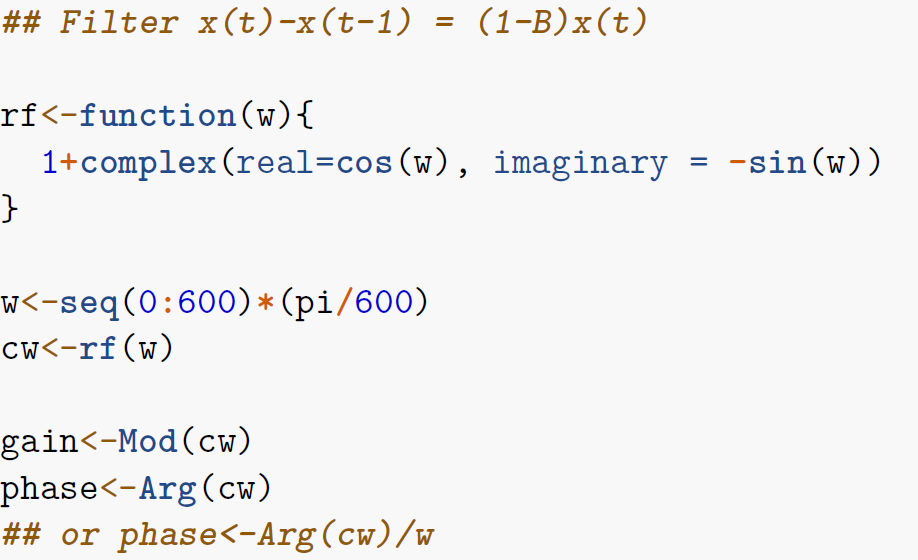 ## Filter x(t)-x(t-1) = (1-B)x(t)
rf<-function(w){
1+complex(real=cos(w), imaginary = -sin(w))
}
w<-seq(0:600)*(pi/600)
cw<-rf(w)
gain<-Mod(cw)
phase<-Arg(cw)
## or phase<-Arg(cw)/w